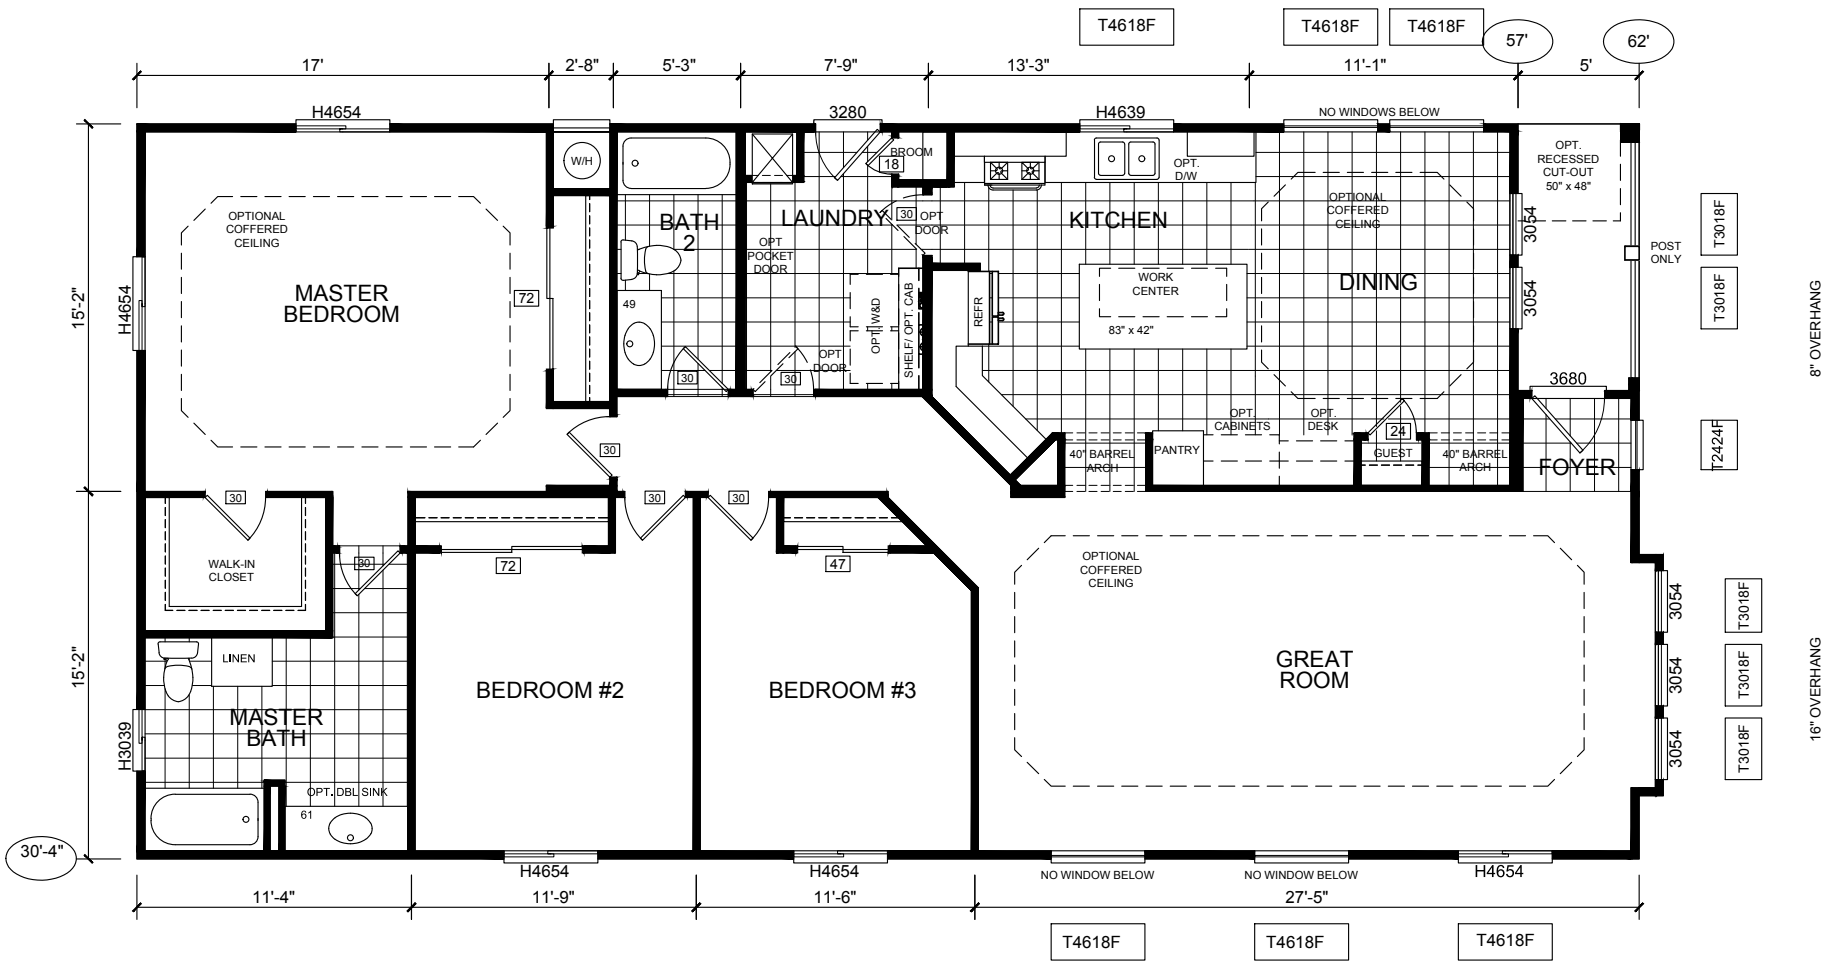 T4618F
T4618F
T4618F
57'
62'
17'
2'-8"
5'-3"
7'-9"
13'-3"
11'-1"
5'
H4654
3280
H4639
NO WINDOWS BELOW
W/H
18
BROOM
OPT.
D/W
OPT.
RECESSED
CUT-OUT
50" x 48"
OPTIONAL
COFFERED
CEILING
BATH
2
LAUNDRY
30
OPT
DOOR
KITCHEN
OPTIONAL
COFFERED
CEILING
3054
T3018F
POST
ONLY
OPT
POCKET
DOOR
15'-2"
H4654
MASTER
BEDROOM
72
49
OPT. W&D
SHELF/ OPT. CAB
REFR
WORK
CENTER
83" x 42"
DINING
3054
T3018F
8" OVERHANG
30
OPT
DOOR
30
3680
OPT.
CABINETS
OPT.
DESK
24
T2424F
30
40" BARREL
ARCH
PANTRY
GUEST
40" BARREL
ARCH
FOYER
30
30
30
WALK-IN
CLOSET
30
72
47
OPTIONAL
COFFERED
CEILING
3054
T3018F
15'-2"
LINEN
BEDROOM #2
BEDROOM #3
GREAT
ROOM
3054
T3018F
16" OVERHANG
MASTER
BATH
H3039
3054
T3018F
OPT. DBL SINK
61
30'-4"
H4654
H4654
NO WINDOW BELOW
NO WINDOW BELOW
H4654
11'-4"
11'-9"
11'-6"
27'-5"
T4618F
T4618F
T4618F